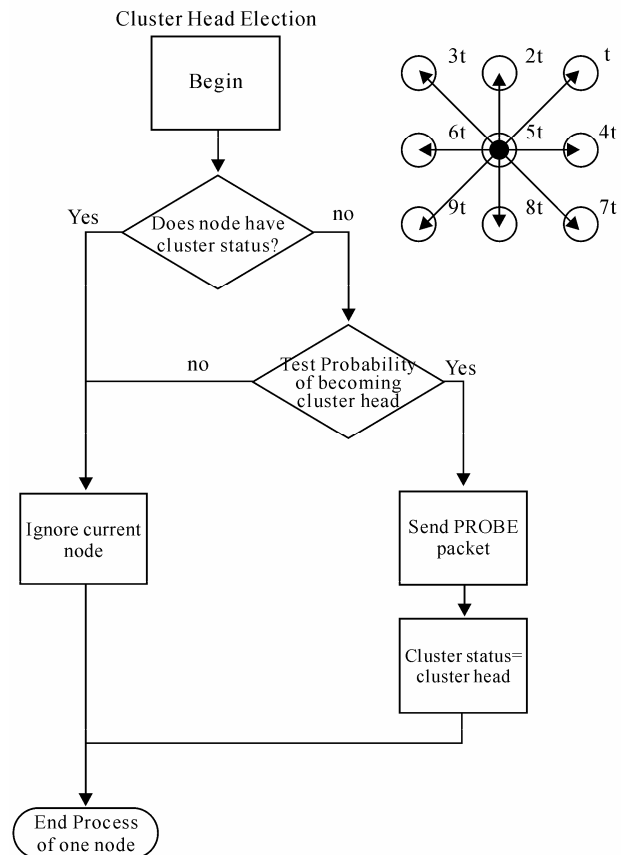 Cluster Head Election
Begin
3t
2t
t
6t
5t
4t
9t
8t
7t
Yes
Does node have
cluster status?
no
no
Test Probability
of becoming
cluster head
Yes
Ignore current
node
Send PROBE
packet
Cluster status=
cluster head
End Process
of one node